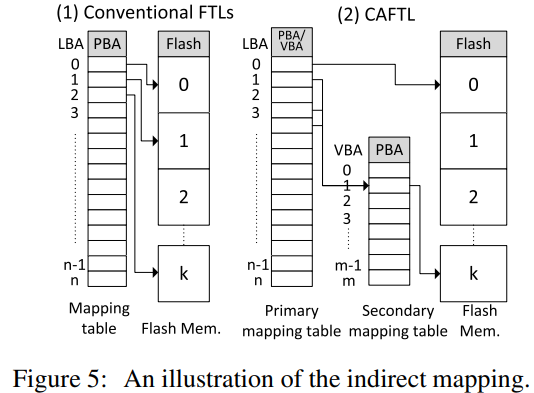 (1) Conventional FTLs
(2) CAFTL
LBA PBA Flash
0
1
2
3
n-1
n
0
1
2
k
Mapping
table
Flash Mem.
LBA PBA/
VBA
0
1
2
3
n-1
n
Primary
mapping table
VBA PBA
0
1
2
3
m-1
m
Secondary
mapping table
Flash
0
1
2
k
Flash
Mem.
Figure 5: An illustration of the indirect mapping.